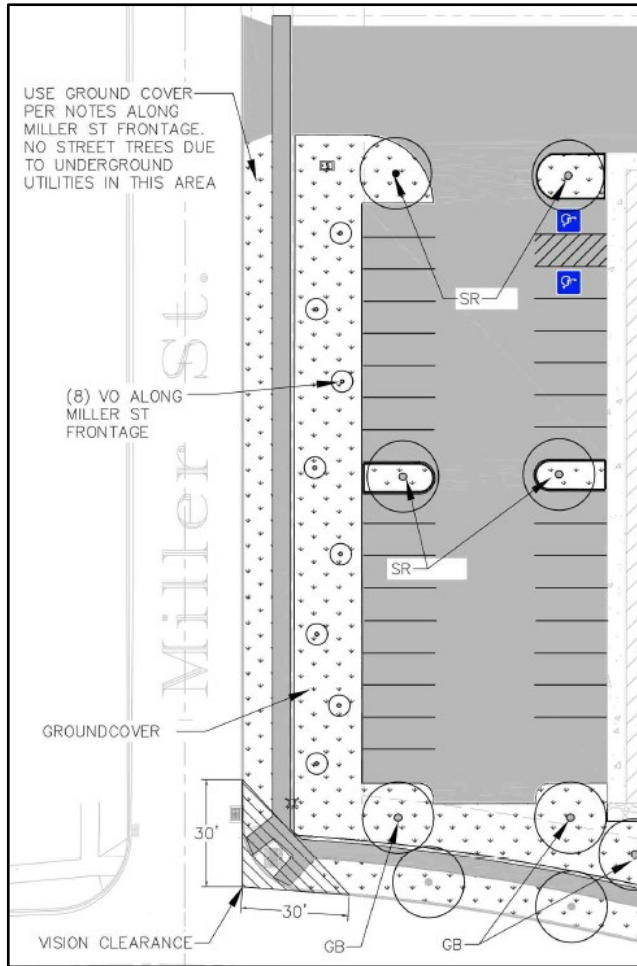 USE GROUND COVER
PER NOTES ALONG
MILLER ST FRONTAGE.
NO STREET TREES DUE
TO UNDERGROUND
UTILITIES IN THIS AREA
SR
Miller St.
(8) VO ALONG
MILLER ST
FRONTAGE
SR
GROUNDCOVER
30'
30'
VISION CLEARANCE
GB
GB